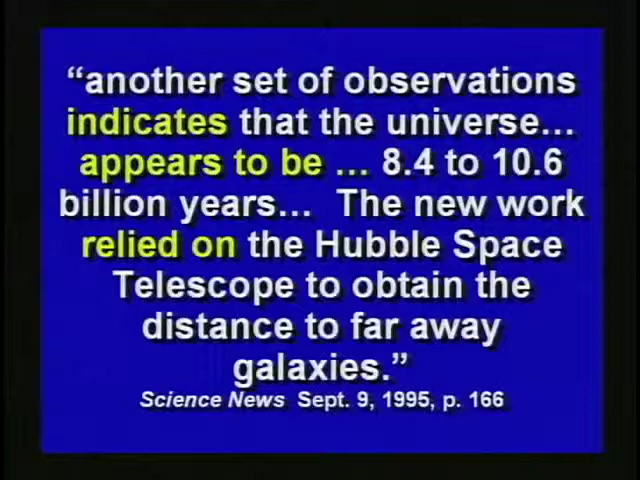 “another set of observations
indicates that the universe…
appears to be … 8.4 to 10.6
billion years…  The new work
relied on the Hubble Space
Telescope to obtain the
distance to far away
galaxies.”
Science News  Sept. 9, 1995, p. 166